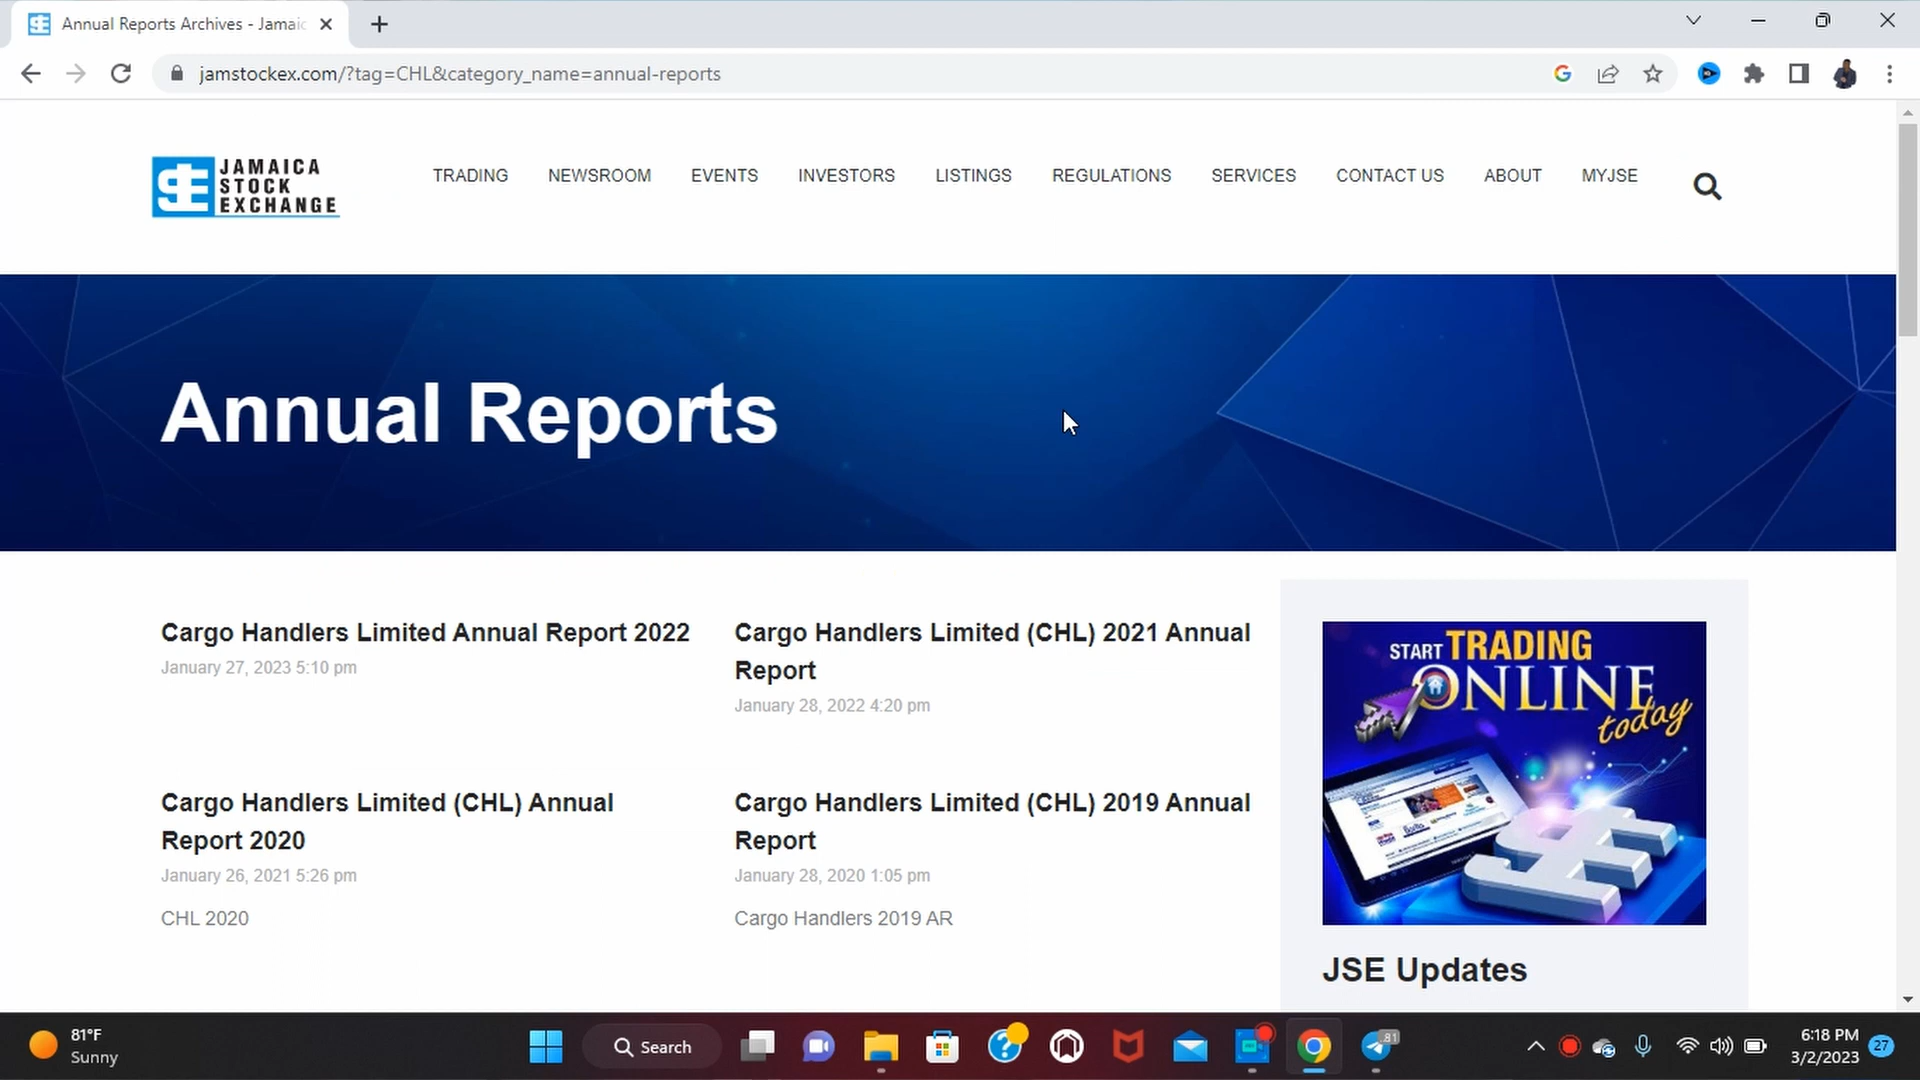 Annual Reports Archives - Jamaic
jamstockex.com/?tag=CHL&category_name=annual-reports
JAMAICA
STOCK
EXCHANGE
TRADING NEWSROOM EVENTS INVESTORS LISTINGS REGULATIONS SERVICES CONTACT US ABOUT MYJSE
Annual Reports
Cargo Handlers Limited Annual Report 2022
January 27, 2023 5:10 pm
Cargo Handlers Limited (CHL) 2021 Annual
Report
January 28, 2022 4:20 pm
Cargo Handlers Limited (CHL) Annual
Report 2020
January 26, 2021 5:26 pm
CHL 2020
Cargo Handlers Limited (CHL) 2019 Annual
Report
January 28, 2020 1:05 pm
Cargo Handlers 2019 AR
START TRADING
ONLINE
today
JSE Updates
81°F
Sunny
Search
81
6:18 PM
3/2/2023
27